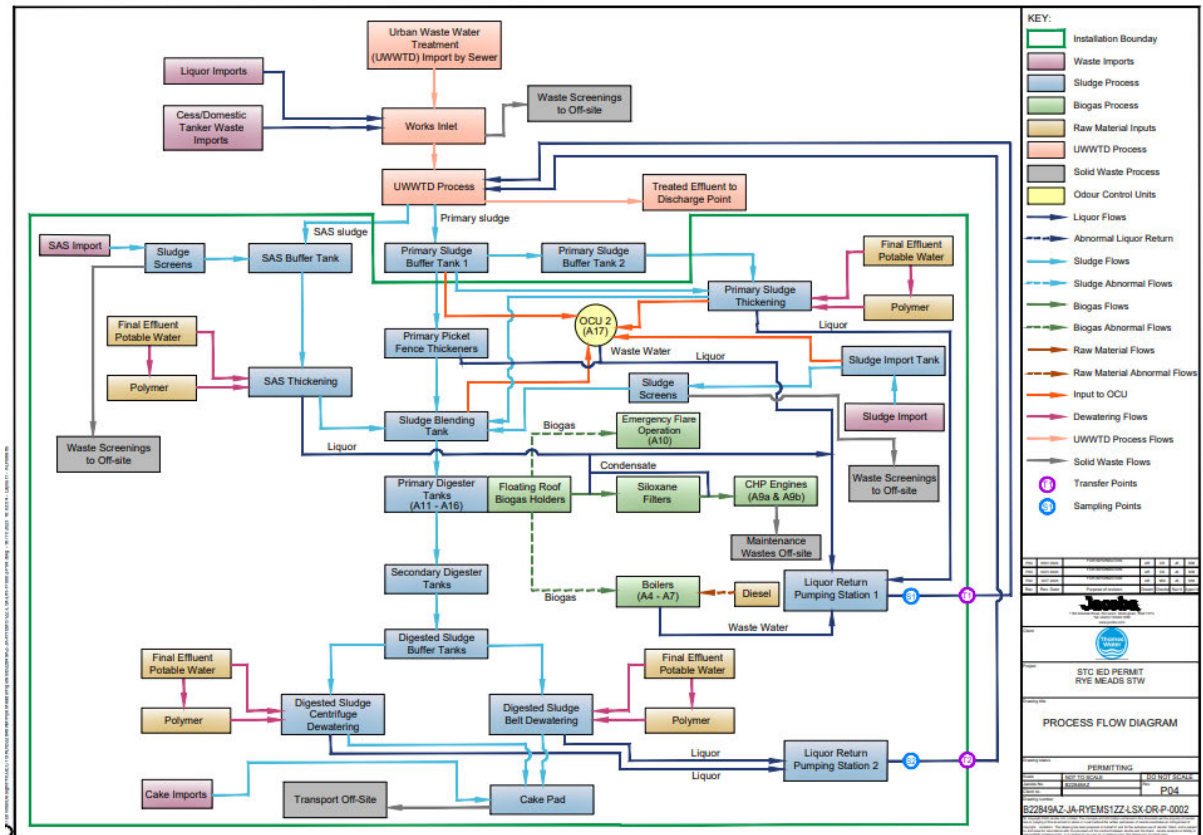 Urban Waste Water
Treatment
(UWWTD) Import by Sewer
Liquor Imports
Cess/Domestic
Tanker Waste
Imports
Works Inlet
Waste Screenings
to Off-site
UWWTD Process
Treated Effluent to
Discharge Point
SAS sludge
Primary sludge
SAS Import
Sludge
Screens
SAS Buffer Tank
Primary Sludge
Buffer Tank 1
Primary Sludge
Buffer Tank 2
Primary Sludge
Thickening
Final Effluent
Potable Water
Polymer
Liquor
Final Effluent
Potable Water
Polymer
SAS Thickening
Primary Picket
Fence Thickeners
OCU 2
(A17)
Waste Water
Liquor
Sludge Import Tank
Sludge
Screens
Sludge Import
Sludge Blending
Tank
Waste Screenings
to Off-site
Liquor
Biogas
Emergency Flare
Operation
(A10)
Condensate
Waste Screenings
to Off-site
Primary Digester
Tanks
(A11 - A16)
Floating Roof
Biogas Holders
Siloxane
Filters
CHP Engines
(A9a & A9b)
Maintenance
Wastes Off-site
Secondary Digester
Tanks
Biogas
Boilers
(A4 - A7)
Diesel
Liquor Return
Pumping Station 1
S1
T1
Waste Water
Digested Sludge
Buffer Tanks
Final Effluent
Potable Water
Polymer
Digested Sludge
Centrifuge
Dewatering
Digested Sludge
Belt Dewatering
Final Effluent
Potable Water
Polymer
Liquor
Liquor
Liquor Return
Pumping Station 2
S2
T2
Cake Imports
Transport Off-Site
Cake Pad
KEY:
Installation Boundary
Waste Imports
Sludge Process
Biogas Process
Raw Material Inputs
UWWTD Process
Solid Waste Process
Odour Control Units
Liquor Flows
Abnormal Liquor Return
Sludge Flows
Sludge Abnormal Flows
Biogas Flows
Biogas Abnormal Flows
Raw Material Flows
Raw Material Abnormal Flows
Input to OCU
Dewatering Flows
UWWTD Process Flows
Solid Waste Flows
T1
Transfer Points
S1
Sampling Points
Jacobs
Thames
Water
STC IED PERMIT
RYE MEADS STW
PROCESS FLOW DIAGRAM
PERMITTING
NOT TO SCALE
DO NOT SCALE
P04
B22849AZ-JA-RYEMS1ZZ-LSX-DR-P-0002